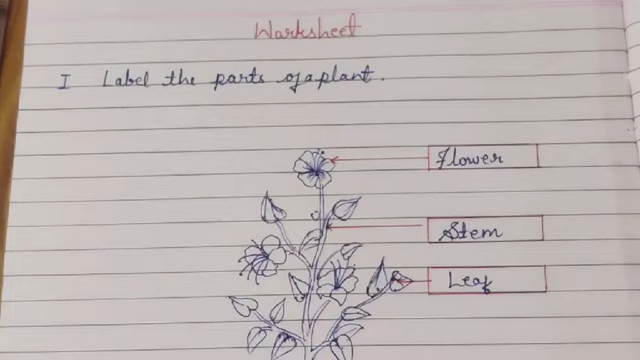 Worksheet
I Label the parts of a plant.
Flower
Stem
Leaf